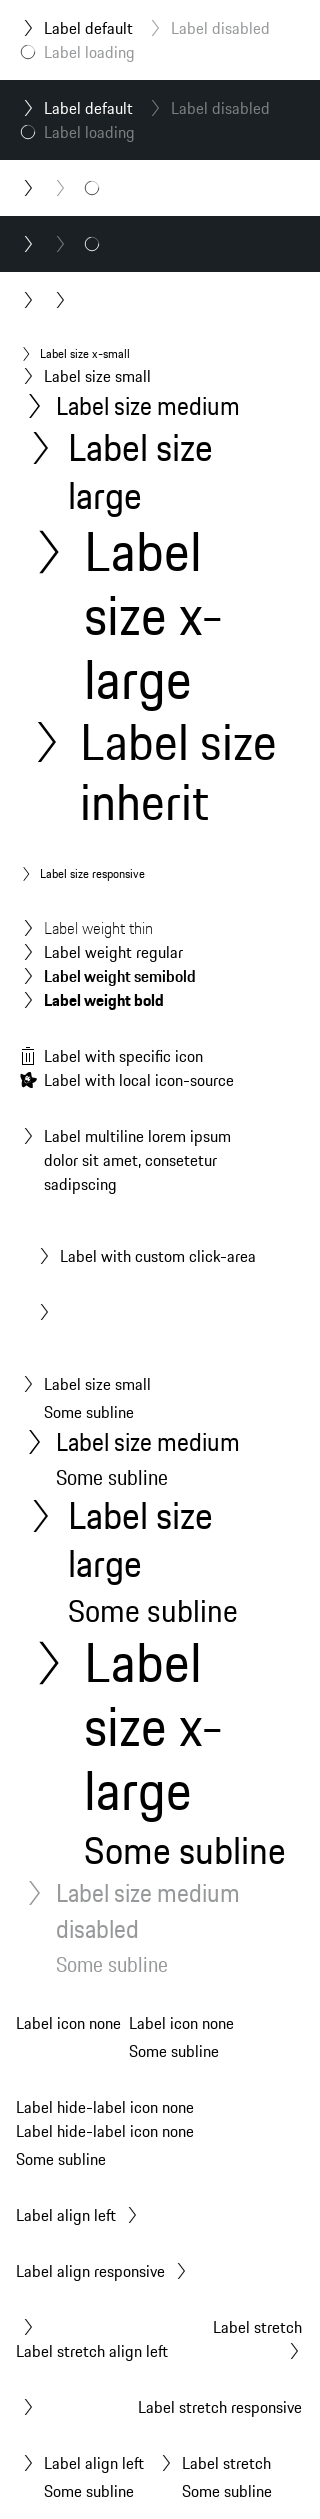 Label default Label disabled
Label loading
Label default Label disabled
Label loading
Label size x-small
Label size small
Label size medium
Label size
large
Label
size x-
large
Label size
inherit
Label size responsive
Label weight thin
Label weight regular
Label weight semibold
Label weight bold
Label with specific icon
Label with local icon-source
Label multiline lorem ipsum
dolor sit amet, consetetur
sadipscing
Label with custom click-area
Label size small
Some subline
Label size medium
Some subline
Label size
large
Some subline
Label
size x-
large
Some subline
Label size medium
disabled
Some subline
Label icon none Label icon none
Some subline
Label hide-label icon none
Label hide-label icon none
Some subline
Label align left
Label align responsive
Label stretch
Label stretch align left
Label stretch responsive
Label align left Label stretch
Some subline Some subline